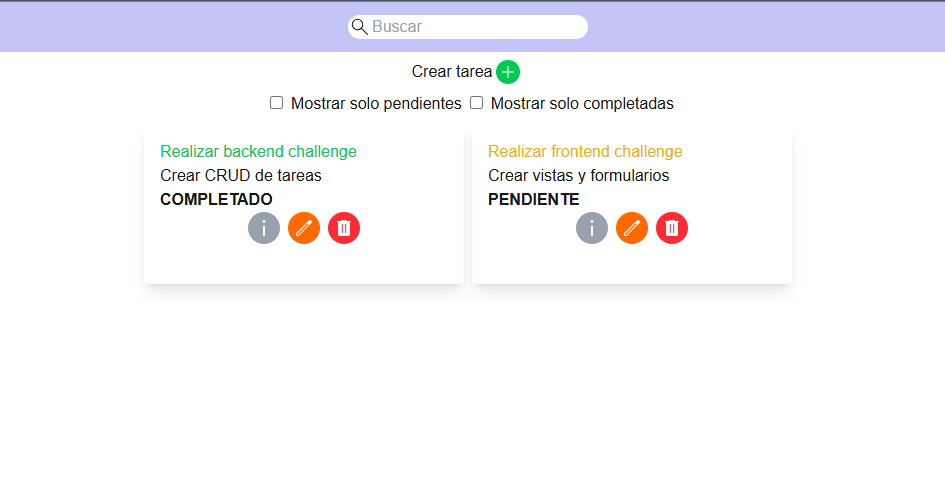 Buscar
Crear tarea
Mostrar solo pendientes Mostrar solo completadas
Realizar backend challenge
Crear CRUD de tareas
COMPLETADO
Realizar frontend challenge
Crear vistas y formularios
PENDIENTE